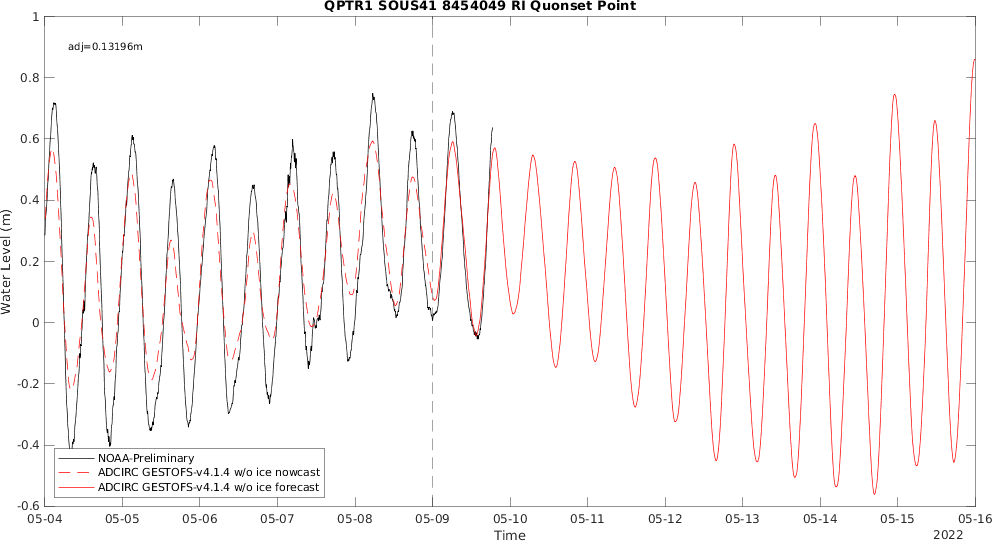 QPTR1 SOUS41 8454049 RI Quonset Point
adj=0.13196m
1
0.8
0.6
0.4
0.2
0
-0.2
-0.4
-0.6
Water Level (m)
NOAA-Preliminary
ADCIRC GESTOFS-v4.1.4 w/o ice nowcast
ADCIRC GESTOFS-v4.1.4 w/o ice forecast
05-04 05-05 05-06 05-07 05-08 05-09 05-10 05-11 05-12 05-13 05-14 05-15 05-16
Time
2022